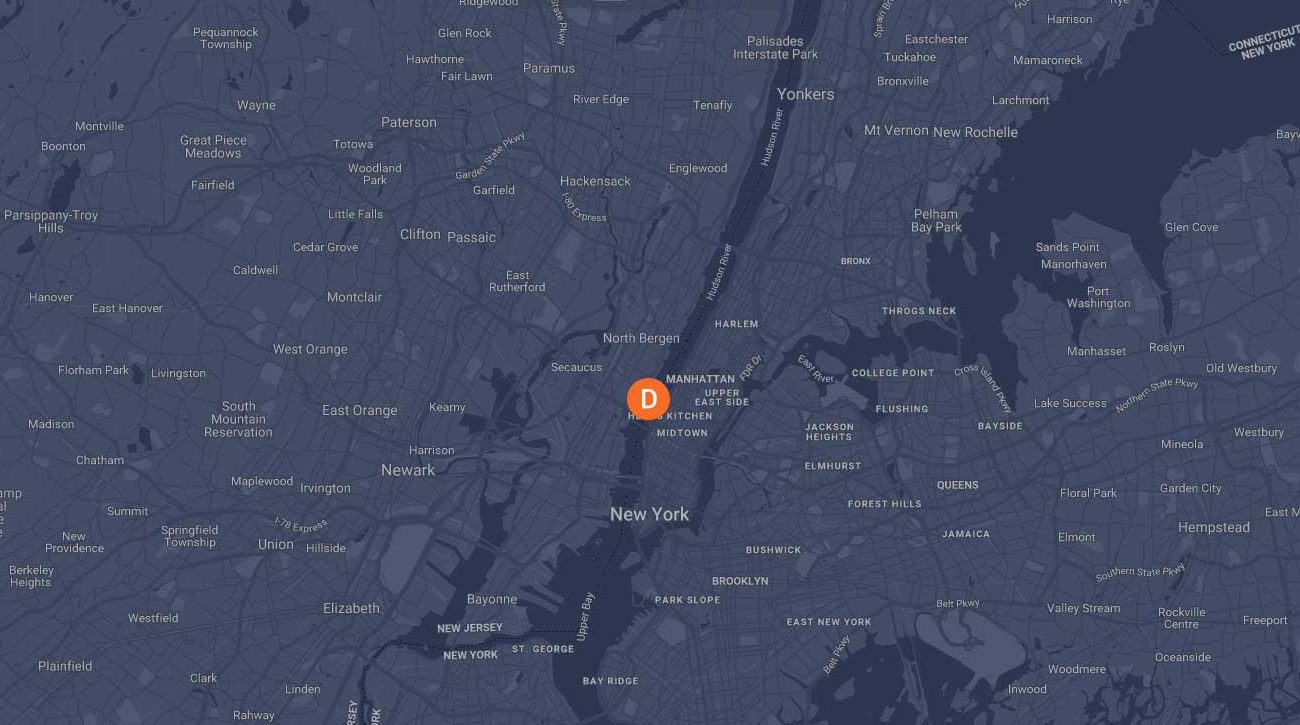 Ridgewood
Pequannock
Township
Glen Rock
State Pkwy
Palisades
Interstate Park
Sprain Br
Eastchester
Harrison
Rye
CONNECTICUT
NEW YORK
Hawthorne
Fair Lawn
Paramus
Tuckahoe
Mamaroneck
Bronxville
Yonkers
Larchmont
Wayne
River Edge
Tenafly
Paterson
Montville
Boonton
Great Piece
Meadows
Totowa
Garden State Pkwy
Hudson River
Mt Vernon
New Rochelle
Bayv
Woodland
Park
Englewood
Fairfield
Garfield
Hackensack
I-80 Express
Parsippany-Troy
Hills
Little Falls
Pelham
Bay Park
Glen Cove
Clifton
Passaic
Cedar Grove
Sands Point
Manorhaven
Caldwell
BRONX
Hudson River
East
Rutherford
Port
Washington
Hanover
East Hanover
Montclair
THROGS NECK
HARLEM
North Bergen
West Orange
Manhasset
Roslyn
Florham Park
Livingston
Secaucus
MANHATTAN
FDR Dr
East River
COLLEGE POINT
Cross Island Pkwy
Old Westbury
UPPER
EAST SIDE
Northern State Pkwy
D
South
Mountain
Reservation
East Orange
Kearny
H
S KITCHEN
FLUSHING
Lake Success
Madison
MIDTOWN
JACKSON
HEIGHTS
BAYSIDE
Westbury
Chatham
Harrison
Mineola
Newark
ELMHURST
Maplewood
Irvington
QUEENS
Floral Park
Garden City
amp
al
e
e
Summit
I-78 Express
New York
FOREST HILLS
East M
Hempstead
Springfield
Township
New
Providence
Union
Hillside
JAMAICA
Elmont
BUSHWICK
Berkeley
Heights
BROOKLYN
Southern State Pkwy
Bayonne
PARK SLOPE
Belt Pkwy
Elizabeth
Upper Bay
Valley Stream
Westfield
Rockville
Centre
Freeport
NEW JERSEY
NEW YORK
ST. GEORGE
EAST NEW YORK
Belt Pkwy
Plainfield
Oceanside
Woodmere
Clark
BAY RIDGE
Linden
Inwood
Rahway
RSEY
RK